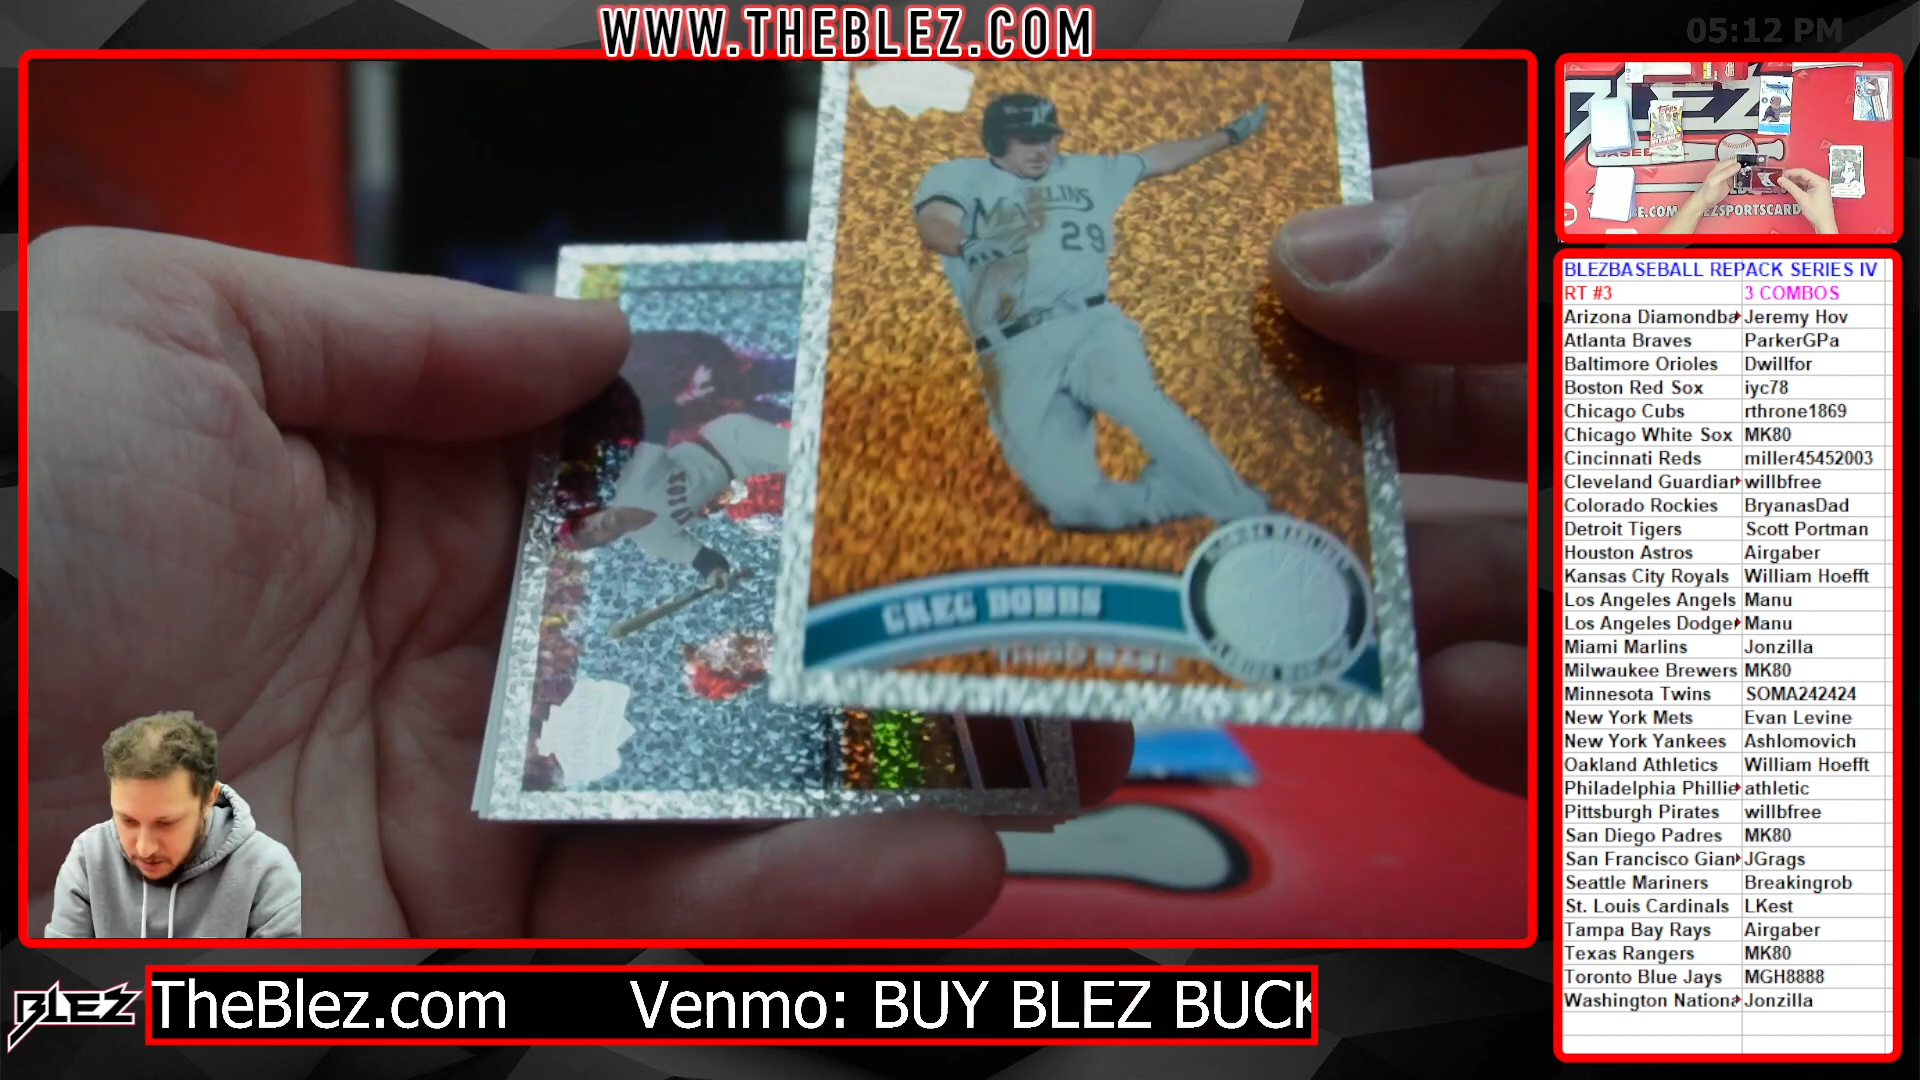 WWW.THEBLEZ.COM
05:12 PM
MARLINS
29
GREG DOBBS
THIRD BASE
BASEBALL
BLEZBASEBALL REPACK SERIES IV
RT #3 3 COMBOS
Arizona Diamondba Jeremy Hov
Atlanta Braves ParkerGPa
Baltimore Orioles Dwillfor
Boston Red Sox iyc78
Chicago Cubs rthrone1869
Chicago White Sox MK80
Cincinnati Reds miller45452003
Cleveland Guardian willbfree
Colorado Rockies BryanasDad
Detroit Tigers Scott Portman
Houston Astros Airgaber
Kansas City Royals William Hoefft
Los Angeles Angels Manu
Los Angeles Dodge Manu
Miami Marlins Jonzilla
Milwaukee Brewers MK80
Minnesota Twins SOMA242424
New York Mets Evan Levine
New York Yankees Ashlomovich
Oakland Athletics William Hoefft
Philadelphia Phillie athletic
Pittsburgh Pirates willbfree
San Diego Padres MK80
San Francisco Gian JGrags
Seattle Mariners Breakingrob
St. Louis Cardinals LKest
Tampa Bay Rays Airgaber
Texas Rangers MK80
Toronto Blue Jays MGH8888
Washington Nationa Jonzilla
BLEZ
TheBlez.com Venmo: BUY BLEZ BUCK